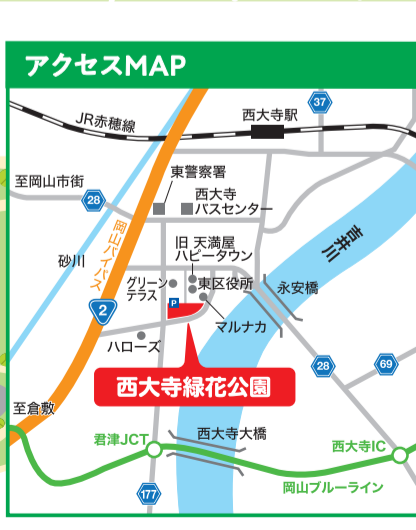 アクセスMAP
37
JR赤穂線
西大寺駅
東警察署
至岡山市街
28
西大寺
バスセンター
岡山バイパス
吉井川
旧 天満屋
ハピータウン
砂川
グリーン
テラス
東区役所
永安橋
P
2
マルナカ
ハローズ
28
69
西大寺緑花公園
至倉敷
君津JCT
西大寺大橋
西大寺IC
岡山ブルーライン
177